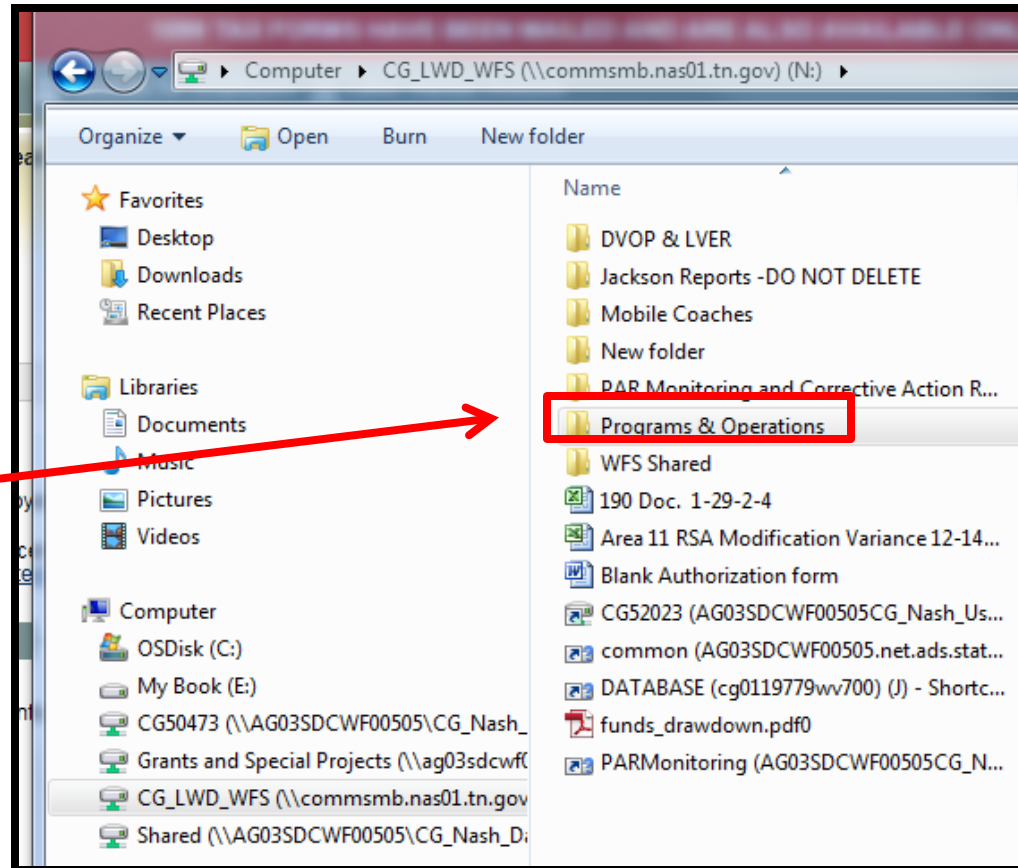 Computer ▸ CG_LWD_WFS (\\commsmb.nas01.tn.gov) (N:) ▸
Organize ▾ Open Burn New folder
Favorites
Desktop
Downloads
Recent Places
Libraries
Documents
Music
Pictures
Videos
Computer
OSDisk (C:)
My Book (E:)
CG50473 (\\AG03SDCWF00505\CG_Nash_
Grants and Special Projects (\\ag03sdcwf0
CG_LWD_WFS (\\commsmb.nas01.tn.gov
Shared (\\AG03SDCWF00505\CG_Nash_Da
Name
DVOP & LVER
Jackson Reports -DO NOT DELETE
Mobile Coaches
New folder
PAR Monitoring and Corrective Action R...
Programs & Operations
WFS Shared
190 Doc. 1-29-2-4
Area 11 RSA Modification Variance 12-14...
Blank Authorization form
CG52023 (AG03SDCWF00505CG_Nash_Us...
common (AG03SDCWF00505.net.ads.stat...
DATABASE (cg0119779wv700) (J) - Shortc...
funds_drawdown.pdf0
PARMonitoring (AG03SDCWF00505CG_N...